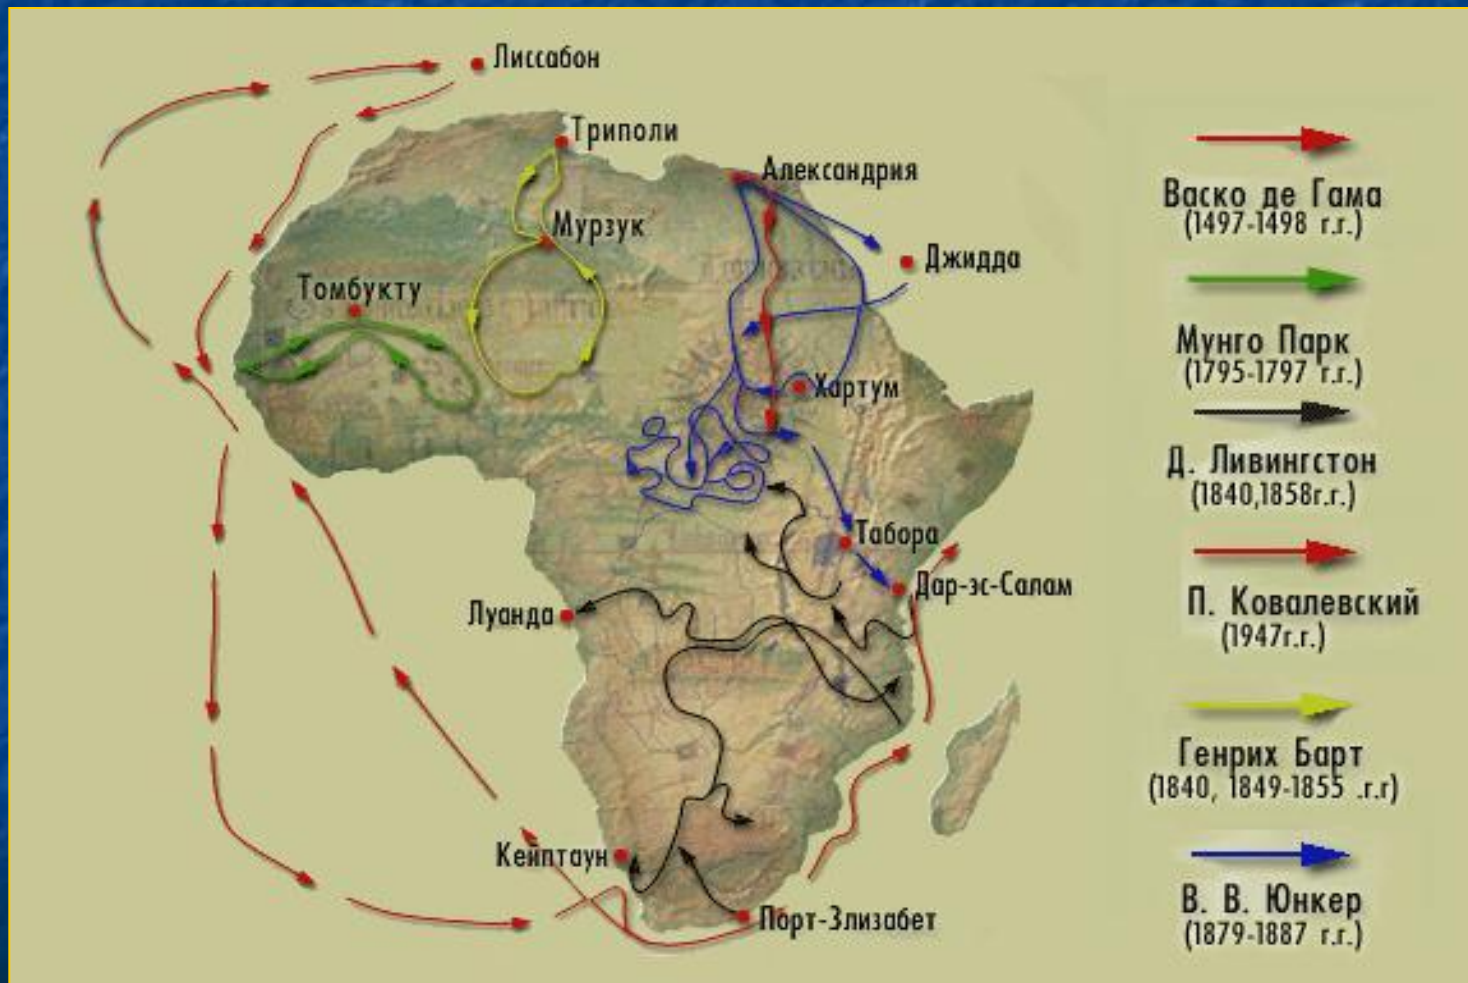 Лиссабон
Триполи
Александрия
Мурзук
Джидда
Томбукту
Хартум
Табора
Дар-эс-Салам
Луанда
Кейптаун
Порт-Элизабет
Васко де Гама
(1497-1498 г.г.)
Мунго Парк
(1795-1797 г.г.)
Д. Ливингстон
(1840,1858г.г.)
П. Ковалевский
(1947г.г.)
Генрих Барт
(1840, 1849-1855 .г.г)
В. В. Юнкер
(1879-1887 г.г.)